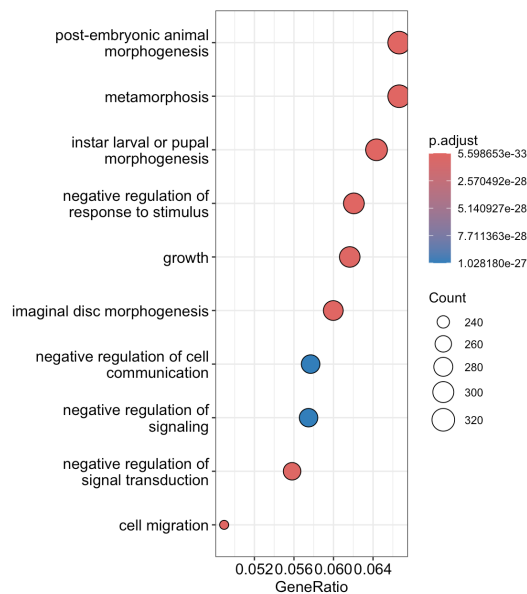 post-embryonic animal
morphogenesis
metamorphosis
instar larval or pupal
morphogenesis
negative regulation of
response to stimulus
growth
imaginal disc morphogenesis
negative regulation of cell
communication
negative regulation of
signaling
negative regulation of
signal transduction
cell migration
0.052 0.056 0.060 0.064
GeneRatio
p.adjust
5.598653e-33
2.570492e-28
5.140927e-28
7.711363e-28
1.028180e-27
Count
240
260
280
300
320